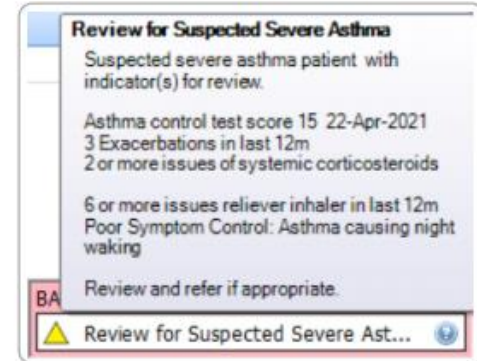 Review for Suspected Severe Asthma
Suspected severe asthma patient with
indicator(s) for review.
Asthma control test score 15 22-Apr-2021
3 Exacerbations in last 12m
2 or more issues of systemic corticosteroids
6 or more issues reliever inhaler in last 12m
Poor Symptom Control: Asthma causing night
waking
Review and refer if appropriate.
BA
Review for Suspected Severe Ast... ?